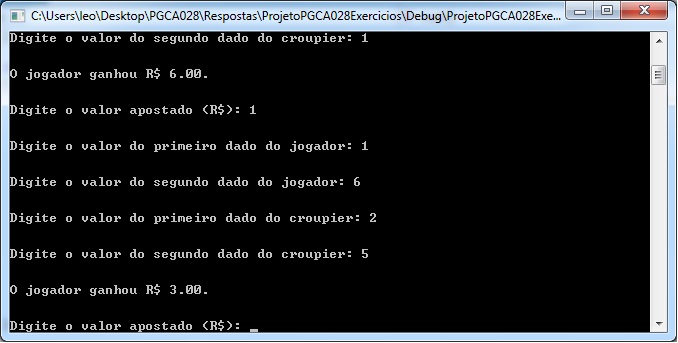 C:\Users\leo\Desktop\PGCA028\Respostas\ProjetoPGCA028Exercicios\Debug\ProjetoPGCA028Exe...
Digite o valor do segundo dado do croupier: 1
O jogador ganhou R$ 6.00.
Digite o valor apostado (R$): 1
Digite o valor do primeiro dado do jogador: 1
Digite o valor do segundo dado do jogador: 6
Digite o valor do primeiro dado do croupier: 2
Digite o valor do segundo dado do croupier: 5
O jogador ganhou R$ 3.00.
Digite o valor apostado (R$): _